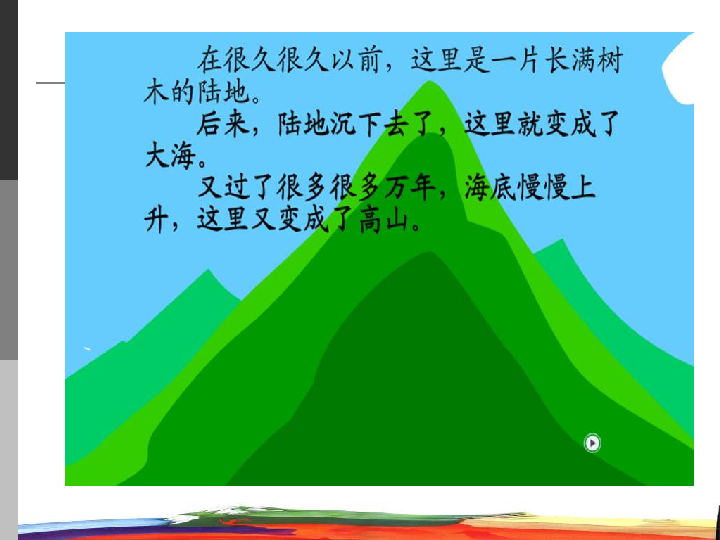 在很久很久以前，这里是一片长满树
木的陆地。
后来，陆地沉下去了，这里就变成了
大海。
又过了很多很多万年，海底慢慢上
升，这里又变成了高山。